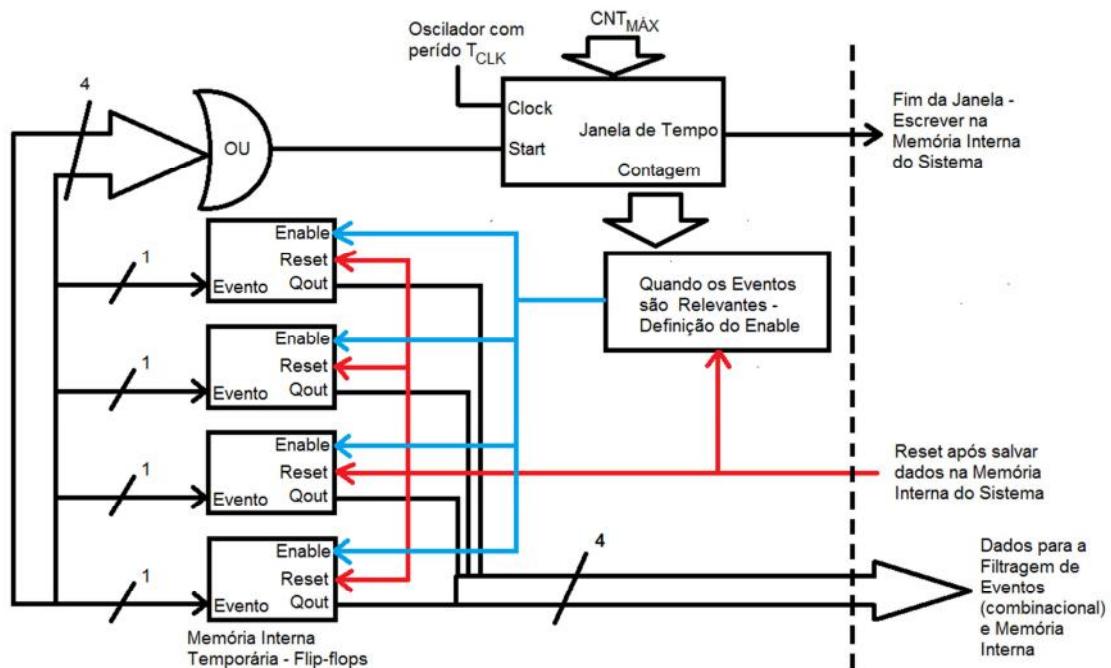 CNT MÁX
Oscilador com
perído T CLK
4
Clock
Janela de Tempo
Start
Contagem
OU
Fim da Janela -
Escrever na
Memória Interna
do Sistema
Enable
Reset
Evento
Qout
1
Enable
Reset
Evento
Qout
1
Enable
Reset
Evento
Qout
1
Enable
Reset
Evento
Qout
1
Quando os Eventos
são Relevantes -
Definição do Enable
Reset após salvar
dados na Memória
Interna do Sistema
4
Dados para a
Filtragem de
Eventos
(combinacional)
e Memória
Interna
Memória Interna
Temporária - Flip-flops